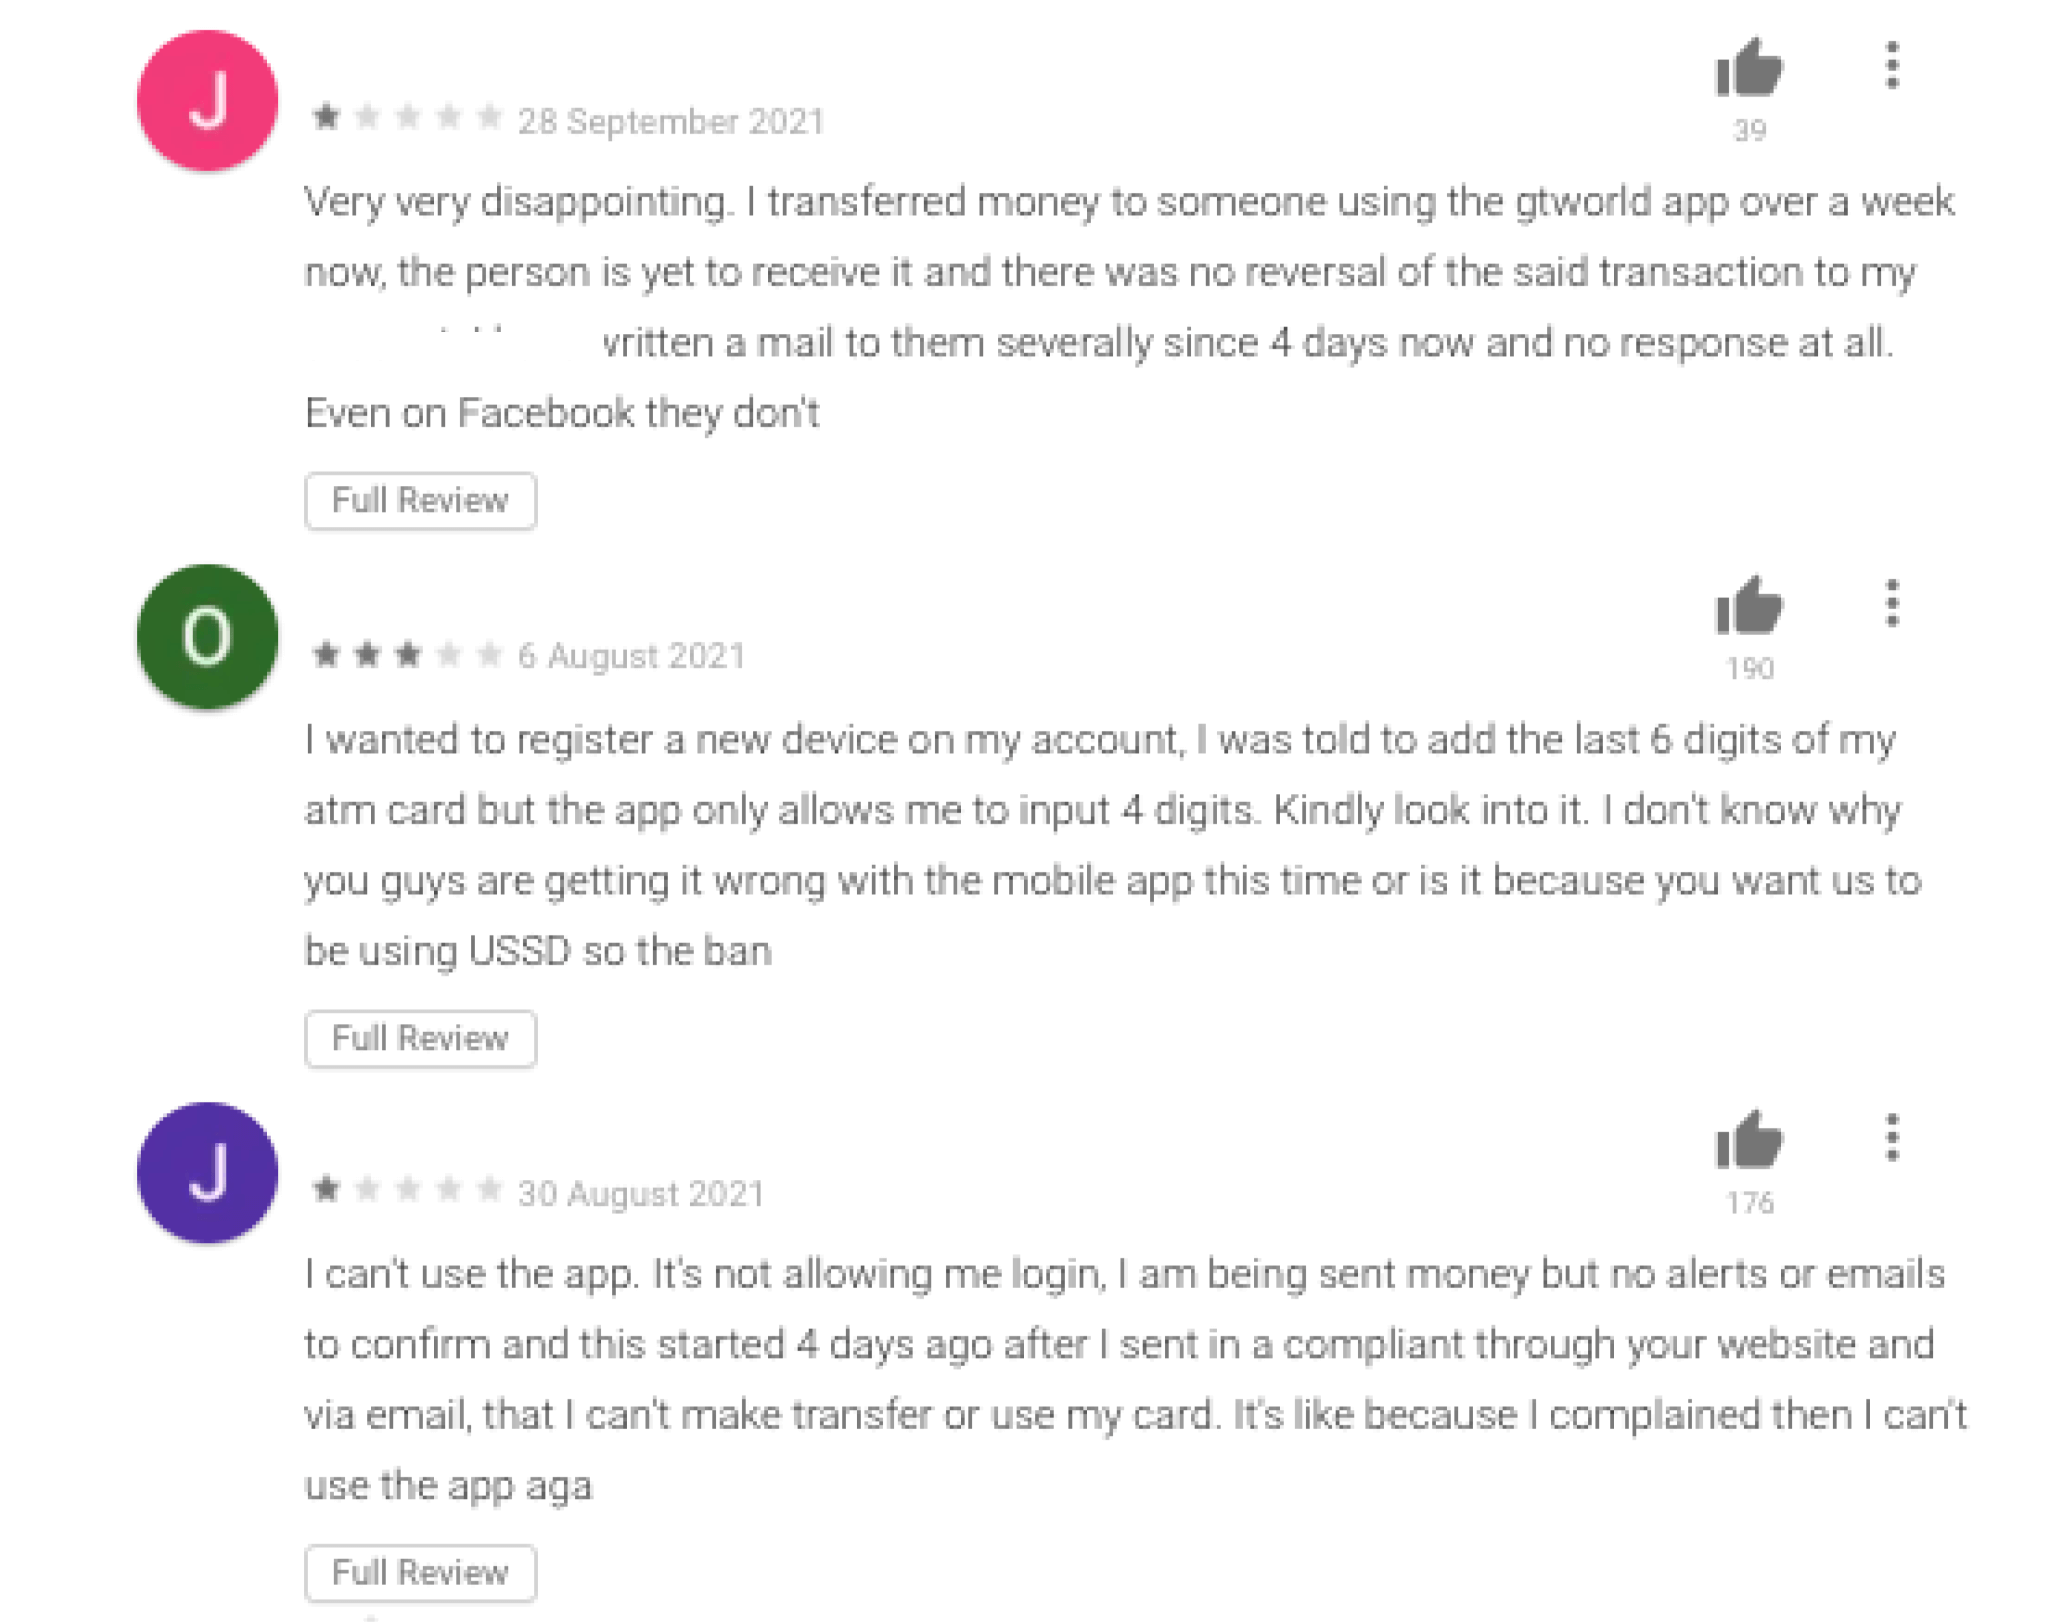 J
28 September 2021
39
Very very disappointing. I transferred money to someone using the gtworld app over a week
now, the person is yet to receive it and there was no reversal of the said transaction to my
a mail to them severally since 4 days now and no response at all.
Even on Facebook they don't
Full Review
O
6 August 2021
190
I wanted to register a new device on my account, I was told to add the last 6 digits of my
atm card but the app only allows me to input 4 digits. Kindly look into it. I don't know why
you guys are getting it wrong with the mobile app this time or is it because you want us to
be using USSD so the ban
Full Review
J
30 August 2021
176
I can't use the app. It's not allowing me login, I am being sent money but no alerts or emails
to confirm and this started 4 days ago after I sent in a compliant through your website and
via email, that I can't make transfer or use my card. It's like because I complained then I can't
use the app aga
Full Review